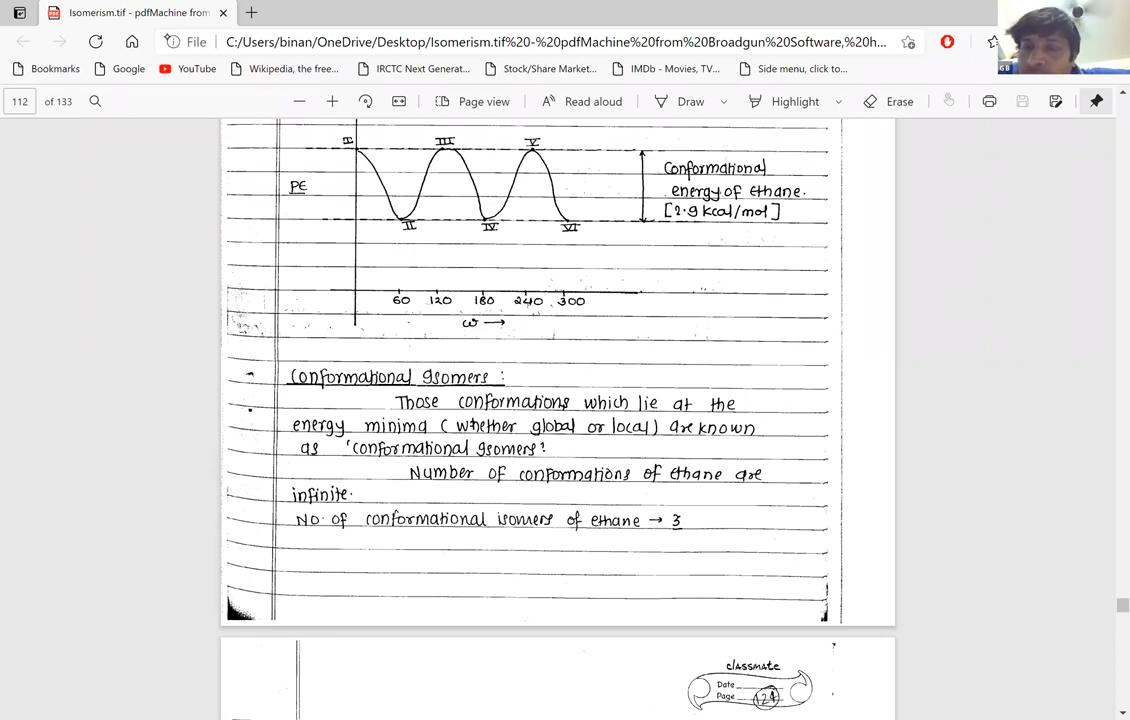 Isomerism.tif - pdfMachine from
File
C:/Users/binan/OneDrive/Desktop/Isomerism.tif%20-%20pdfMachine%20from%20Broadgun%20Software,%20h...
Bookmarks
Google
YouTube
Wikipedia, the free...
IRCTC Next Generat...
Stock/Share Market...
IMDb - Movies, TV...
Side menu, click to...
112 of 133
Page view
Read aloud
Draw
Highlight
Erase
I III V
PE
II IV VI
Conformational
energy of ethane.
[2.9 kcal/mol]
60 120 180 240 300
ω →
Conformational Isomers :
Those conformations which lie at the
energy minima ( whether global or local) are known
as 'conformational Isomers'.
Number of conformations of ethane are
infinite.
No. of conformational isomers of ethane → 3
classmate
Date
Page 124